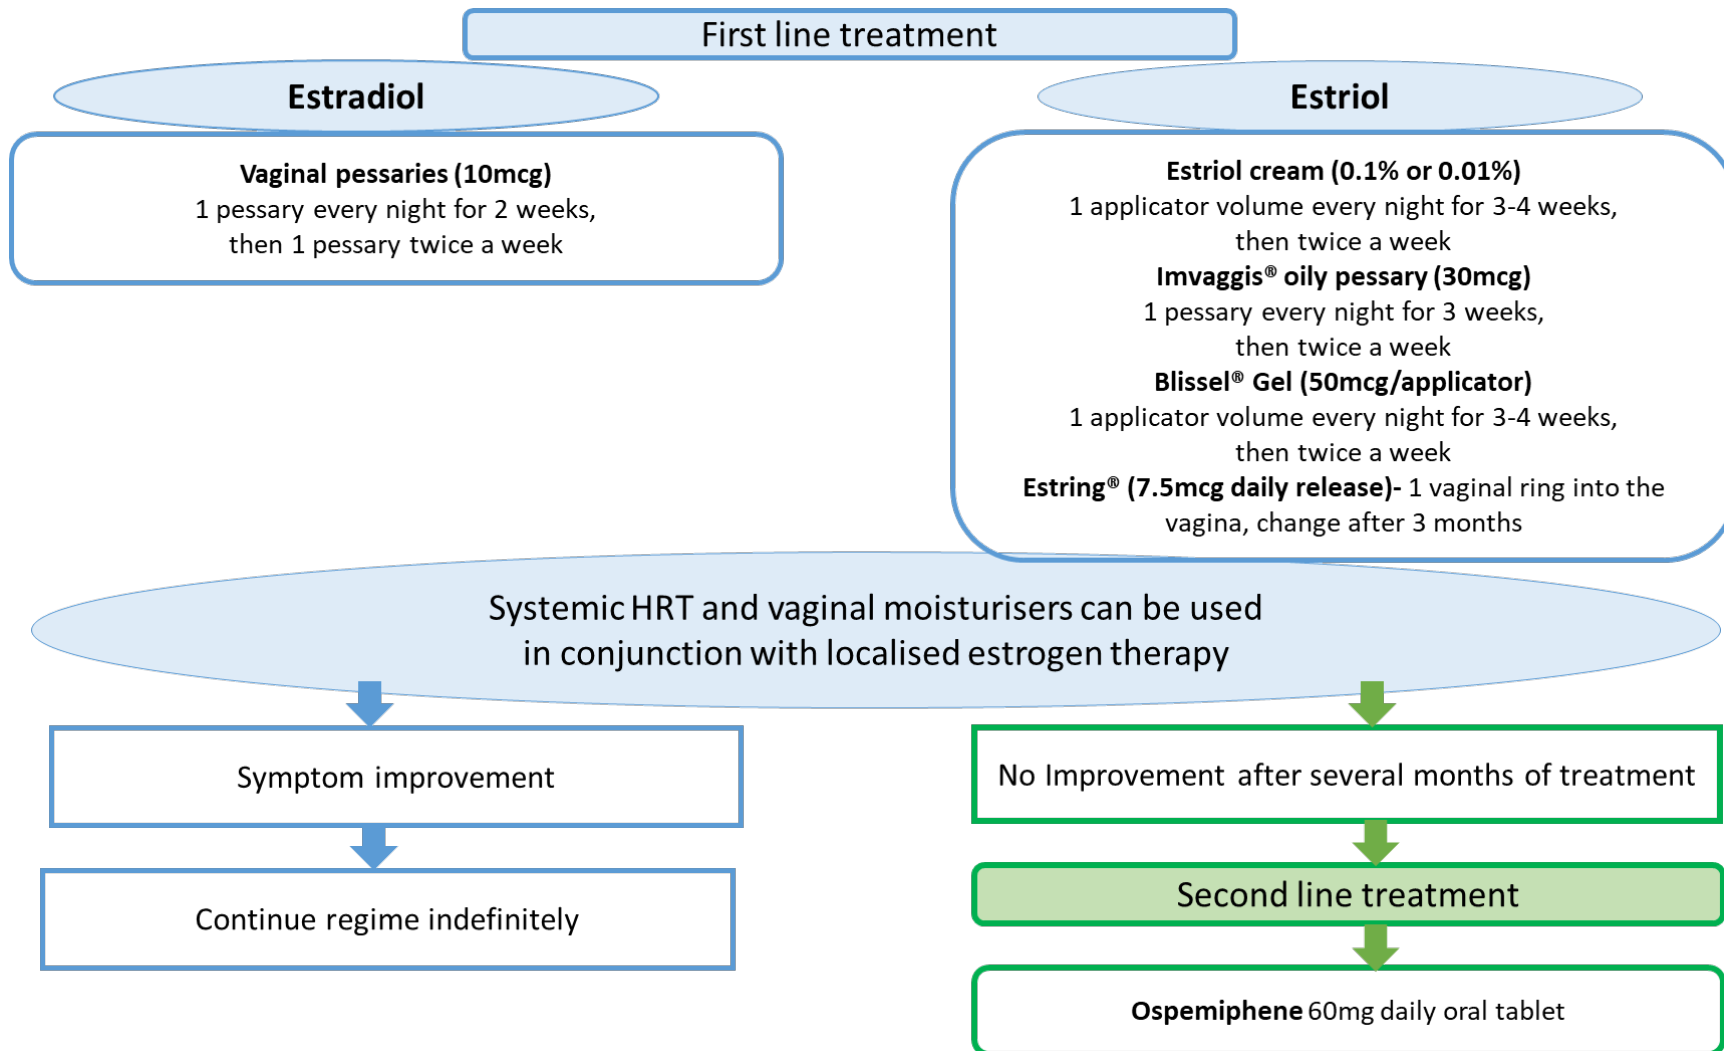 First line treatment
Estradiol
Vaginal pessaries (10mcg)
1 pessary every night for 2 weeks,
then 1 pessary twice a week
Estriol
Estriol cream (0.1% or 0.01%)
1 applicator volume every night for 3-4 weeks,
then twice a week
Imvaggis® oily pessary (30mcg)
1 pessary every night for 3 weeks,
then twice a week
Blissel® Gel (50mcg/applicator)
1 applicator volume every night for 3-4 weeks,
then twice a week
Estring® (7.5mcg daily release)- 1 vaginal ring into the
vagina, change after 3 months
Systemic HRT and vaginal moisturisers can be used
in conjunction with localised estrogen therapy
Symptom improvement
Continue regime indefinitely
No Improvement after several months of treatment
Second line treatment
Ospemiphene 60mg daily oral tablet